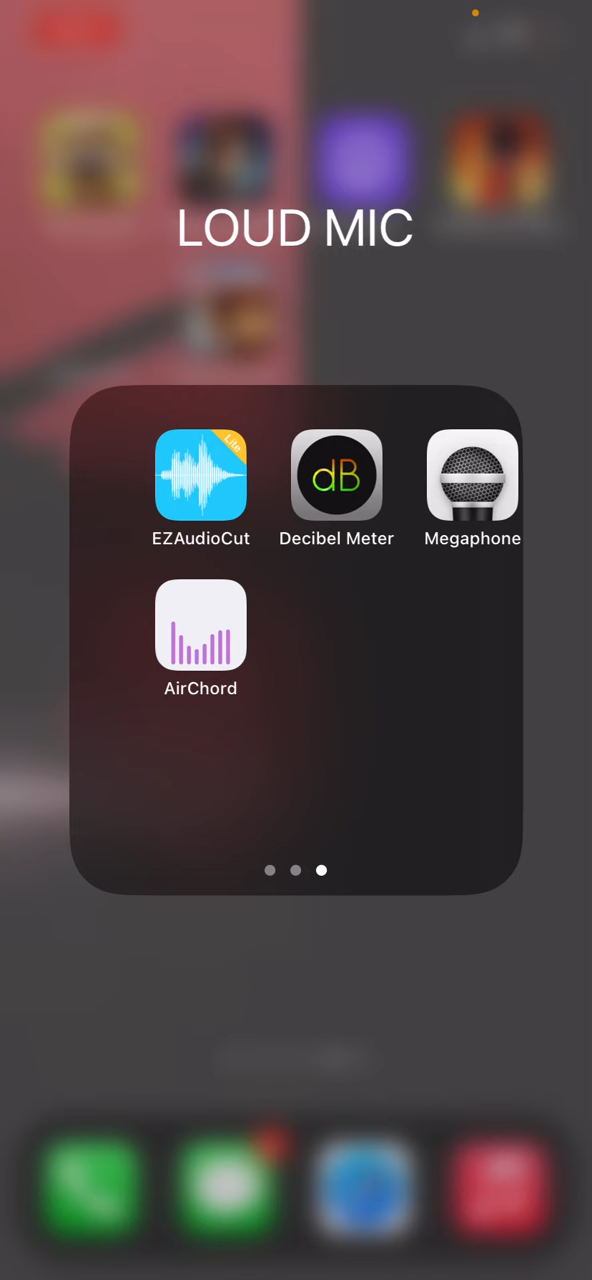 LOUD MIC
Lite
dB
EZAudioCut
Decibel Meter
Megaphone
AirChord